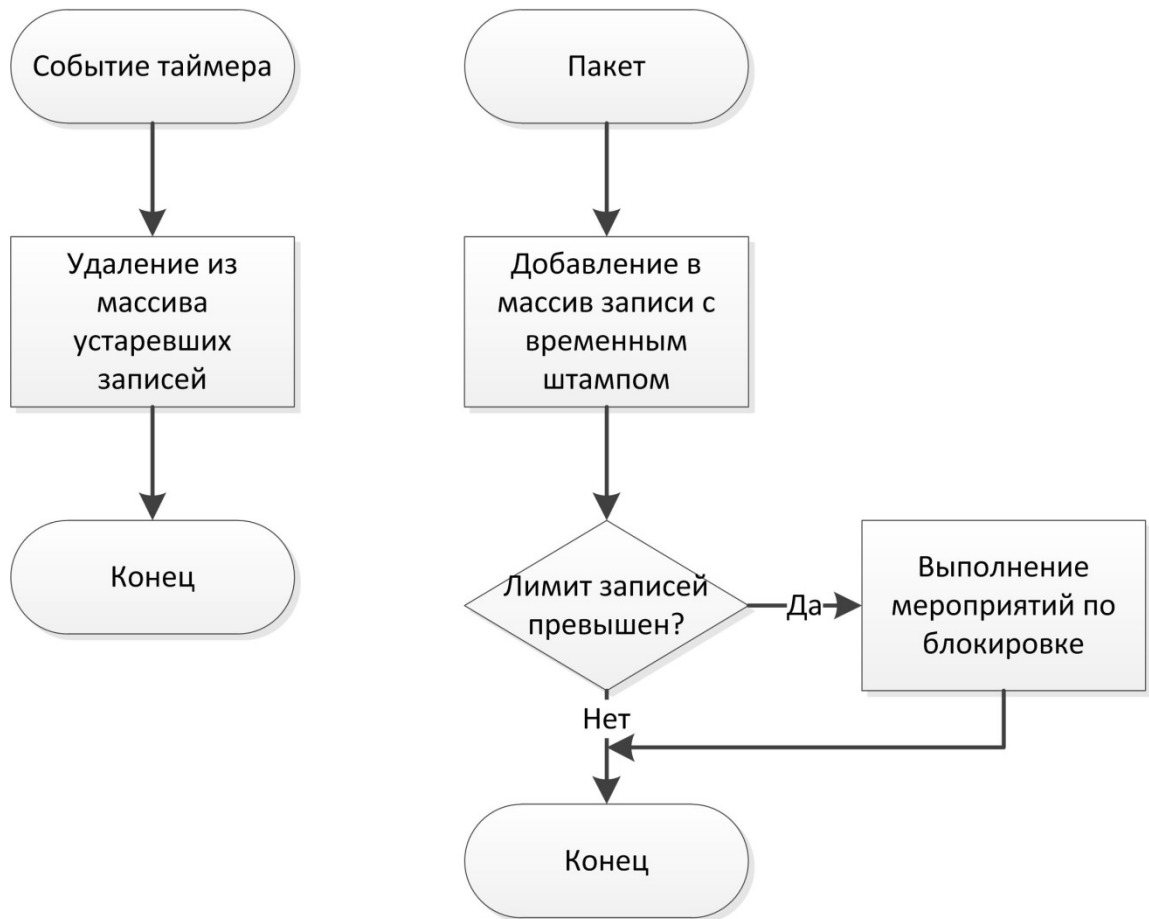 Событие таймера
Удаление из
массива
устаревших
записей
Конец
Пакет
Добавление в
массив записи с
временным
штампом
Лимит записей
превышен?
Да
Выполнение
мероприятий по
блокировке
Нет
Конец